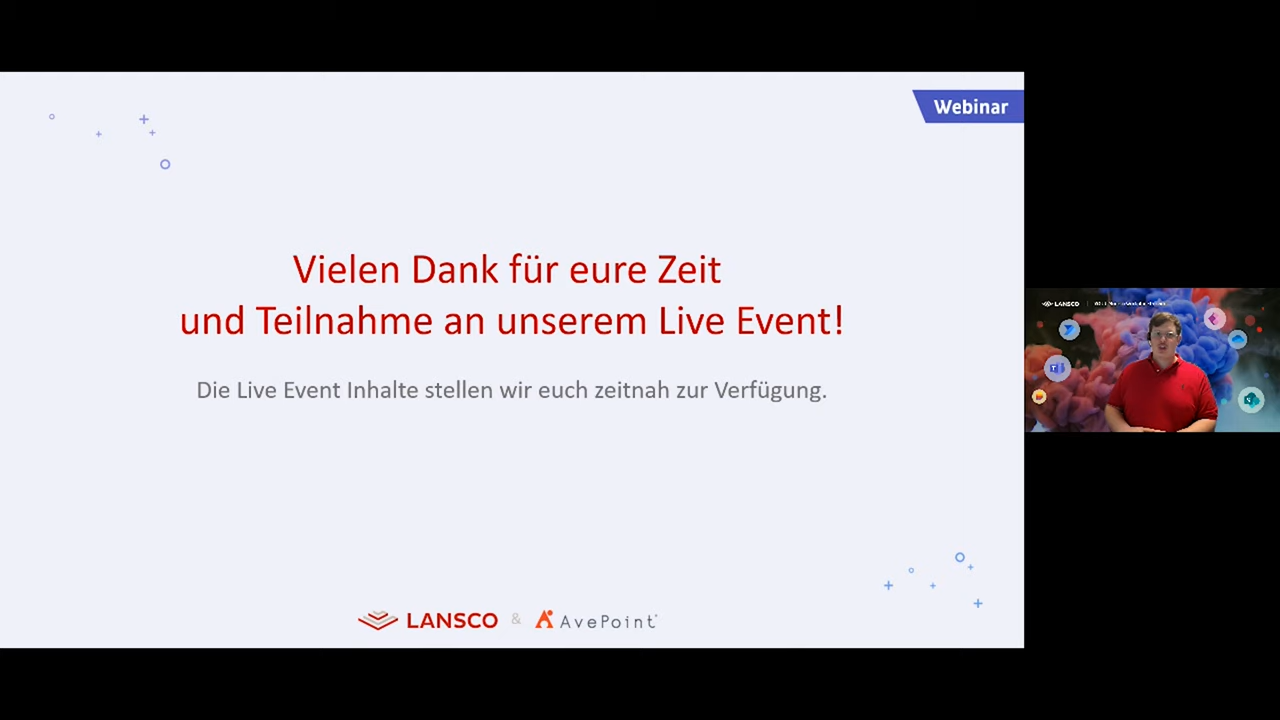 Webinar
Vielen Dank für eure Zeit
und Teilnahme an unserem Live Event!
Die Live Event Inhalte stellen wir euch zeitnah zur Verfügung.
LANSCO & AvePoint
LANSCO